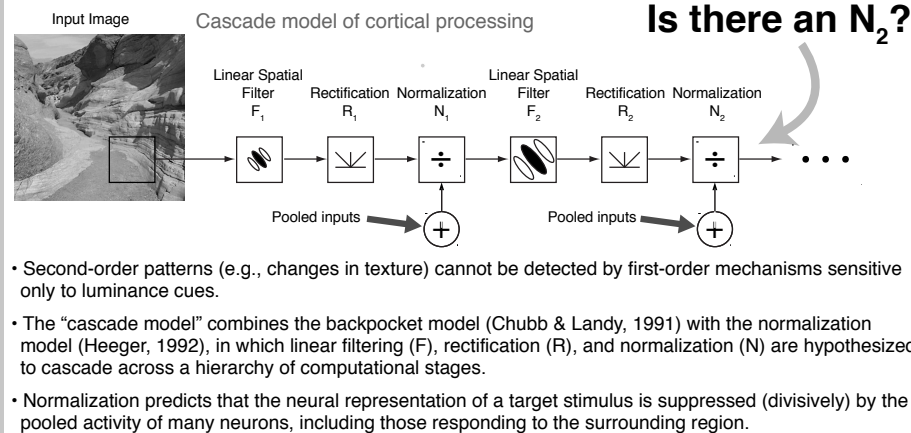 Input Image
Cascade model of cortical processing
Is there an N₂?
Linear Spatial
Filter
F₁
Rectification
R₁
Normalization
N₁
Linear Spatial
Filter
F₂
Rectification
R₂
Normalization
N₂
÷
÷
• • •
Pooled inputs
+
Pooled inputs
+
• Second-order patterns (e.g., changes in texture) cannot be detected by first-order mechanisms sensitive
only to luminance cues.
• The “cascade model” combines the backpocket model (Chubb & Landy, 1991) with the normalization
model (Heeger, 1992), in which linear filtering (F), rectification (R), and normalization (N) are hypothesized
to cascade across a hierarchy of computational stages.
• Normalization predicts that the neural representation of a target stimulus is suppressed (divisively) by the
pooled activity of many neurons, including those responding to the surrounding region.